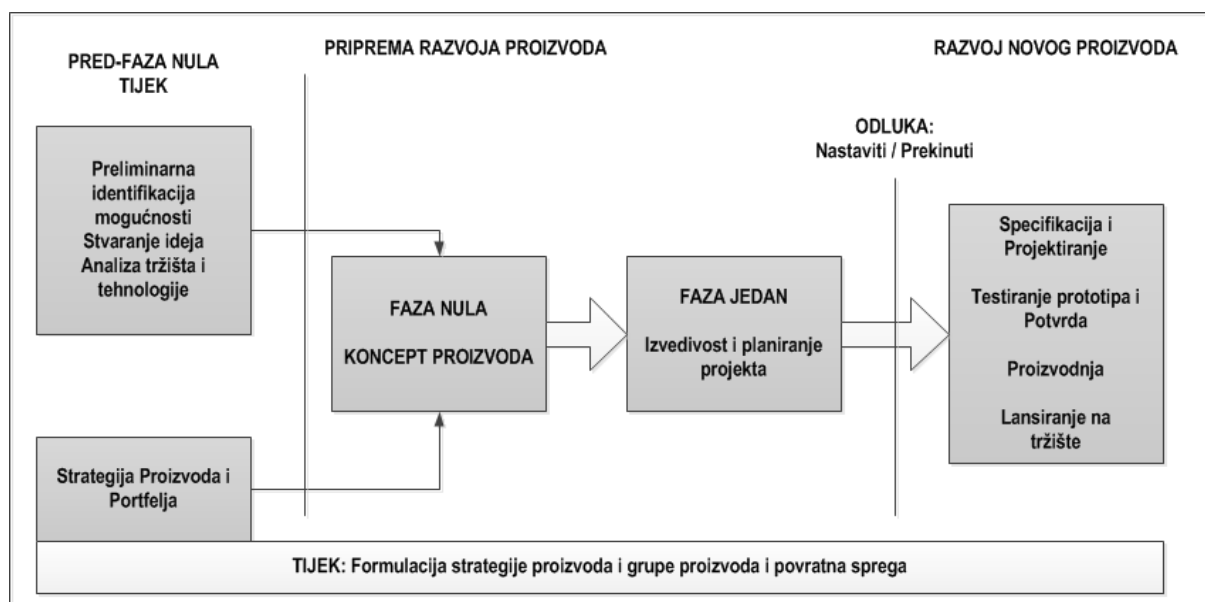 PRED-FAZA NULA
TIJEK
PRIPREMA RAZVOJA PROIZVODA
RAZVOJ NOVOG PROIZVODA
ODLUKA:
Nastaviti / Prekinuti
Preliminarna
identifikacija
mogućnosti
Stvaranje ideja
Analiza tržišta i
tehnologije
Strategija Proizvoda i
Portfelja
FAZA NULA
KONCEPT PROIZVODA
FAZA JEDAN
Izvedivost i planiranje
projekta
Specifikacija i
Projektiranje
Testiranje prototipa i
Potvrda
Proizvodnja
Lansiranje na
tržište
TIJEK: Formulacija strategije proizvoda i grupe proizvoda i povratna sprega